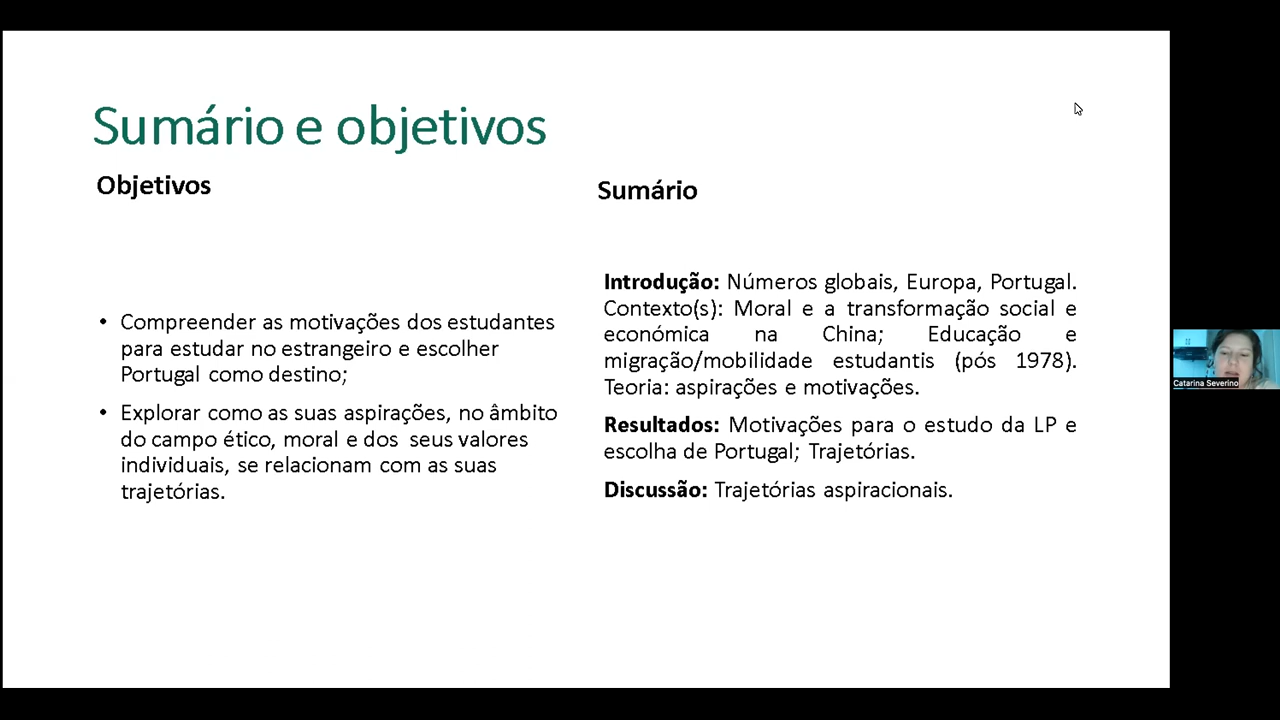 Sumário e objetivos
Objetivos
• Compreender as motivações dos estudantes
para estudar no estrangeiro e escolher
Portugal como destino;
• Explorar como as suas aspirações, no âmbito
do campo ético, moral e dos seus valores
individuais, se relacionam com as suas
trajetórias.
Sumário
Introdução: Números globais, Europa, Portugal.
Contexto(s): Moral e a transformação social e
económica na China; Educação e
migração/mobilidade estudantis (pós 1978).
Teoria: aspirações e motivações.
Resultados: Motivações para o estudo da LP e
escolha de Portugal; Trajetórias.
Discussão: Trajetórias aspiracionais.
Catarina Severino